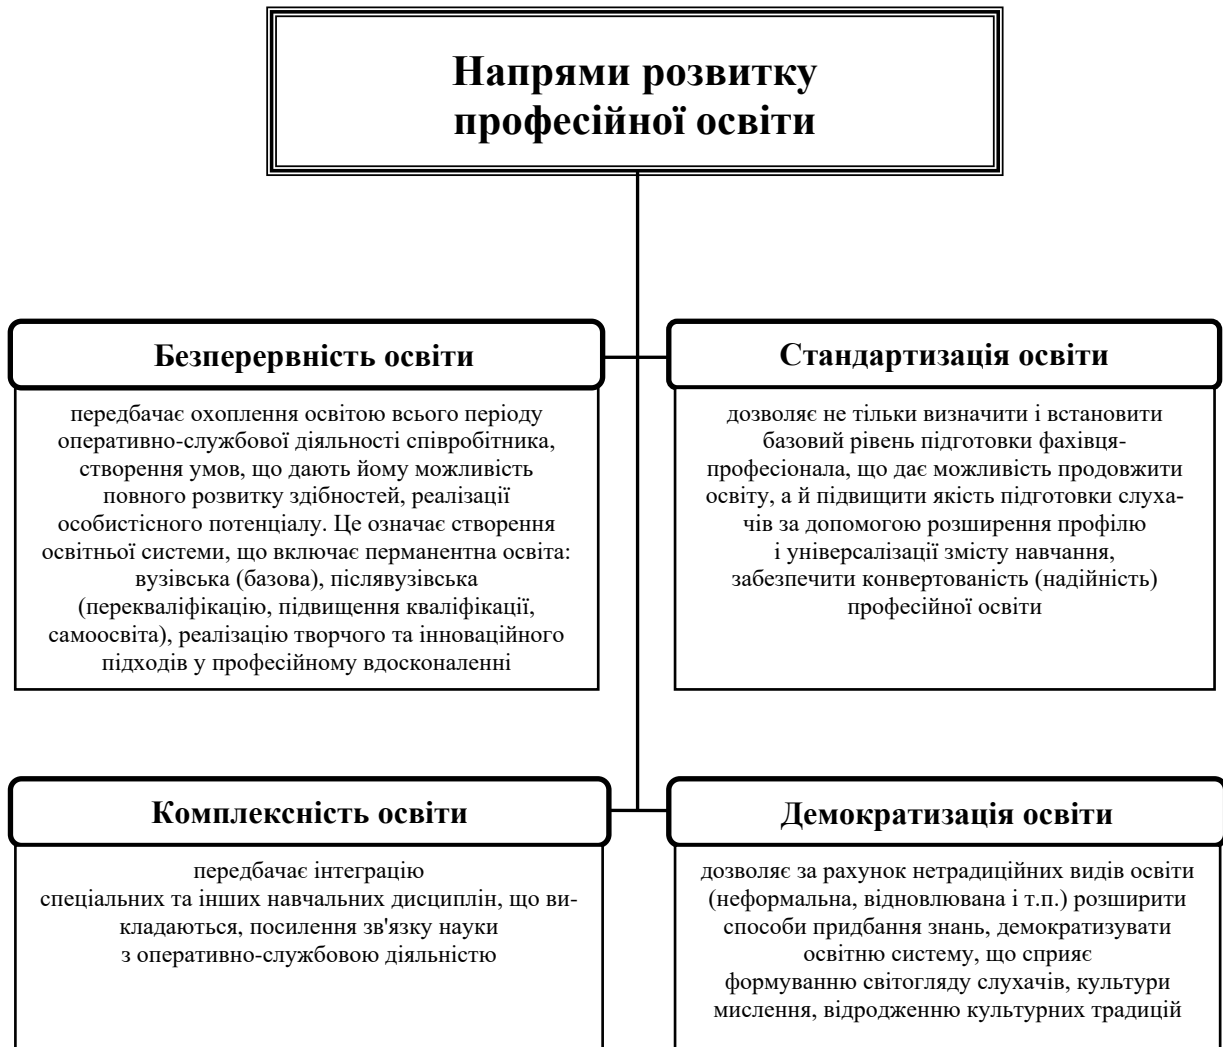 Напрями розвитку
професійної освіти
Безперервність освіти
передбачає охоплення освітою всього періоду
оперативно-службової діяльності співробітника,
створення умов, що дають йому можливість
повного розвитку здібностей, реалізації
особистісного потенціалу. Це означає створення
освітньої системи, що включає перманентна освіта:
вузівська (базова), післявузівська
(перекваліфікацію, підвищення кваліфікації,
самоосвіта), реалізацію творчого та інноваційного
підходів у професійному вдосконаленні
Стандартизація освіти
дозволяє не тільки визначити і встановити
базовий рівень підготовки фахівця-
професіонала, що дає можливість продовжити
освіту, а й підвищити якість підготовки слуха-
чів за допомогою розширення профілю
і універсалізації змісту навчання,
забезпечити конвертованість (надійність)
професійної освіти
Комплексність освіти
передбачає інтеграцію
спеціальних та інших навчальних дисциплін, що ви-
кладаються, посилення зв'язку науки
з оперативно-службовою діяльністю
Демократизація освіти
дозволяє за рахунок нетрадиційних видів освіти
(неформальна, відновлювана і т.п.) розширити
способи придбання знань, демократизувати
освітню систему, що сприяє
формуванню світогляду слухачів, культури
мислення, відродженню культурних традицій